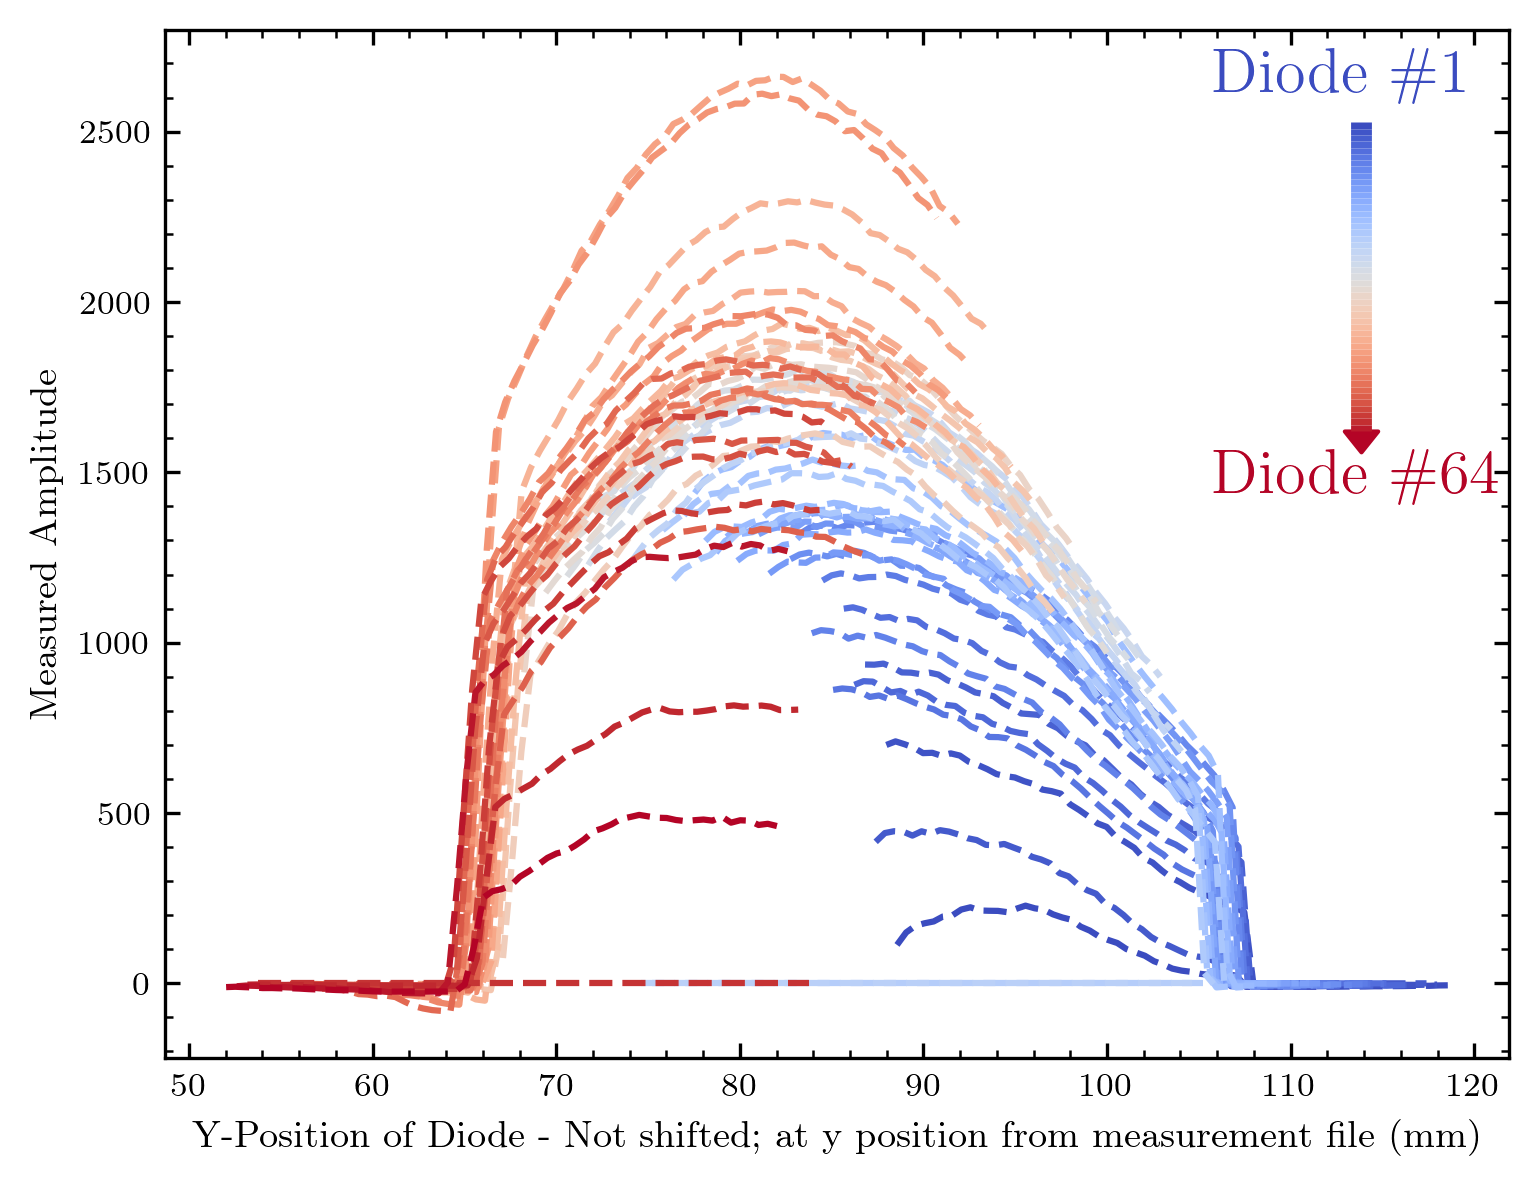 Diode #1
Diode #64
Measured Amplitude
2500
2000
1500
1000
500
0
50 60 70 80 90 100 110 120
Y-Position of Diode - Not shifted; at y position from measurement file (mm)